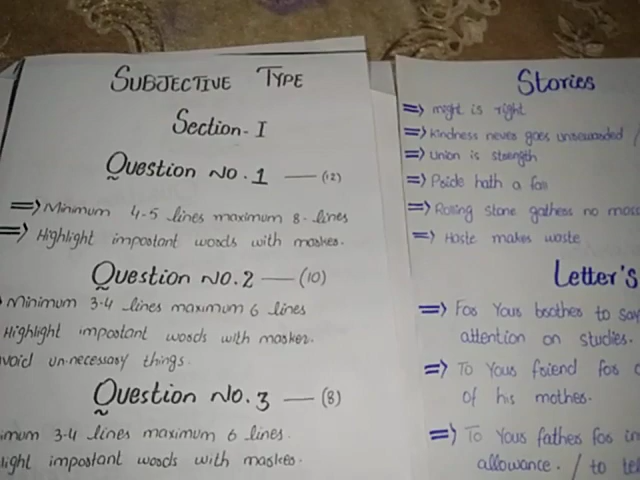 SUBJECTIVE TYPE
Section-I
Question No.1 — (12)
⇒ Minimum 4-5 lines maximum 8-lines
⇒ Highlight important words with marker.
Question No.2 — (10)
Minimum 3-4 lines maximum 6 lines
Highlight important words with marker.
void un-necessary things.
Question No.3 — (8)
imum 3-4 lines maximum 6 lines.
light important words with marker.
Stories
⇒ might is right
⇒ Kindness never goes unrewarded /
⇒ Union is strength
⇒ Pride hath a fall
⇒ Rolling stone gathers no moss
⇒ Haste makes waste
Letter's
⇒ For Your brother to say
attention on studies.
⇒ To Your friend for
of his mother.
⇒ To Your father for in
allowance. / to tel